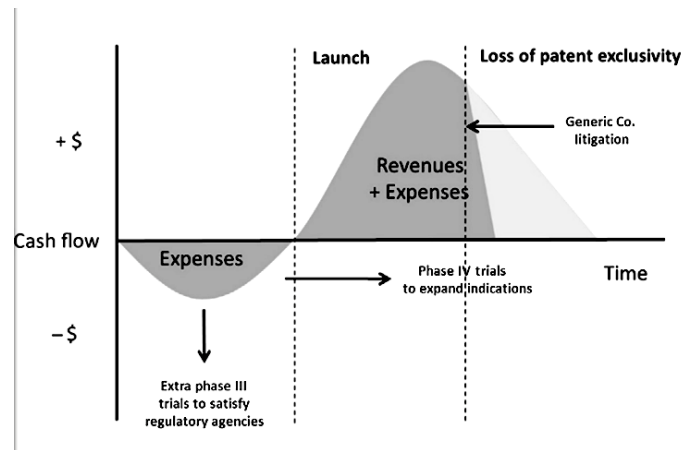 Launch
Loss of patent exclusivity
+ $
Generic Co.
litigation
Revenues
+ Expenses
Cash flow
Expenses
Phase IV trials
to expand indications
Time
– $
Extra phase III
trials to satisfy
regulatory agencies